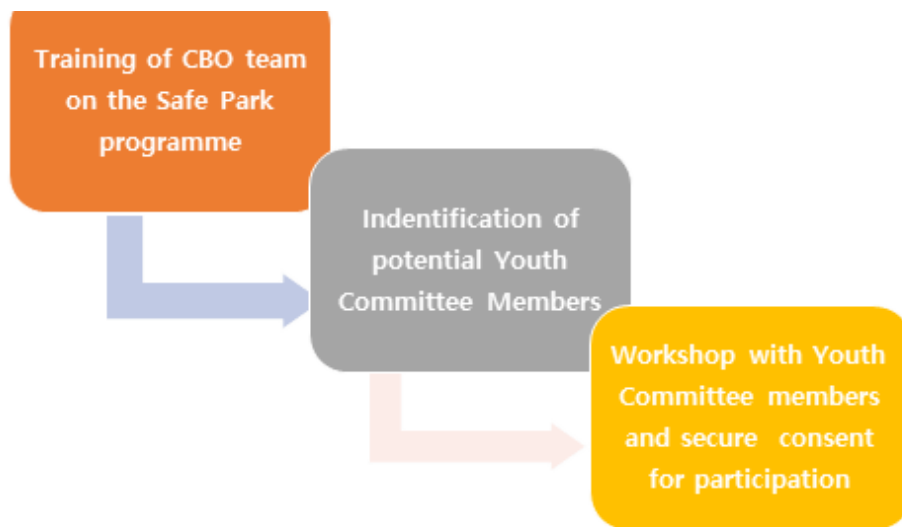 Training of CBO team
on the Safe Park
programme
Indentification of
potential Youth
Committee Members
Workshop with Youth
Committee members
and secure consent
for participation